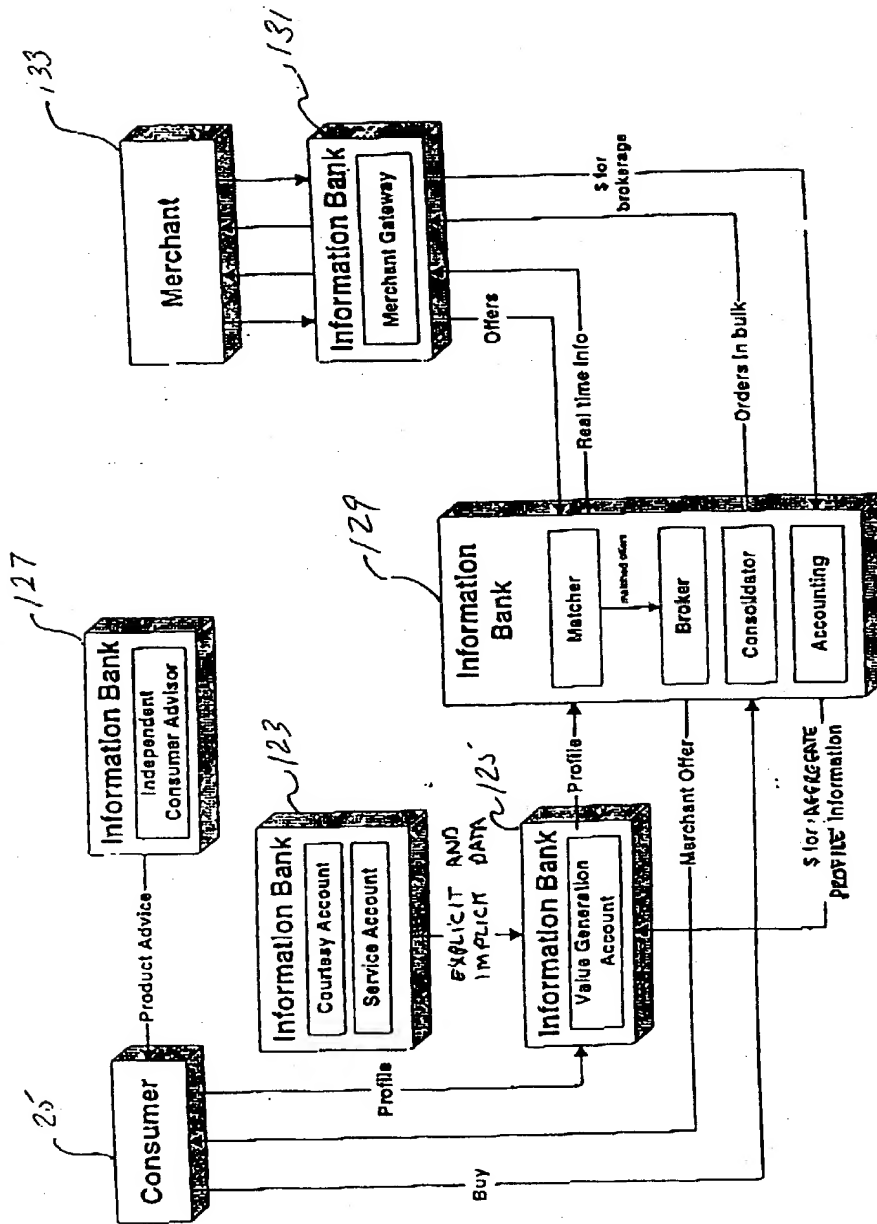 133
Merchant
131
Information Bank
Merchant Gateway
$ for
brokerage
Offers
Real time Info
Orders In bulk
127
Information Bank
Independent
Consumer Advisor
129
Information
Bank
Matcher
matched offers
Broker
Consolidator
Accounting
Product Advice
25
Consumer
123
Information Bank
Courtesy Account
Service Account
EXPLICIT AND
IMPLICIT DATA
125
Information Bank
Value Generation
Account
Profile
Profile
Merchant Offer
Buy
$ for AGGREGATE
PROFILE Information